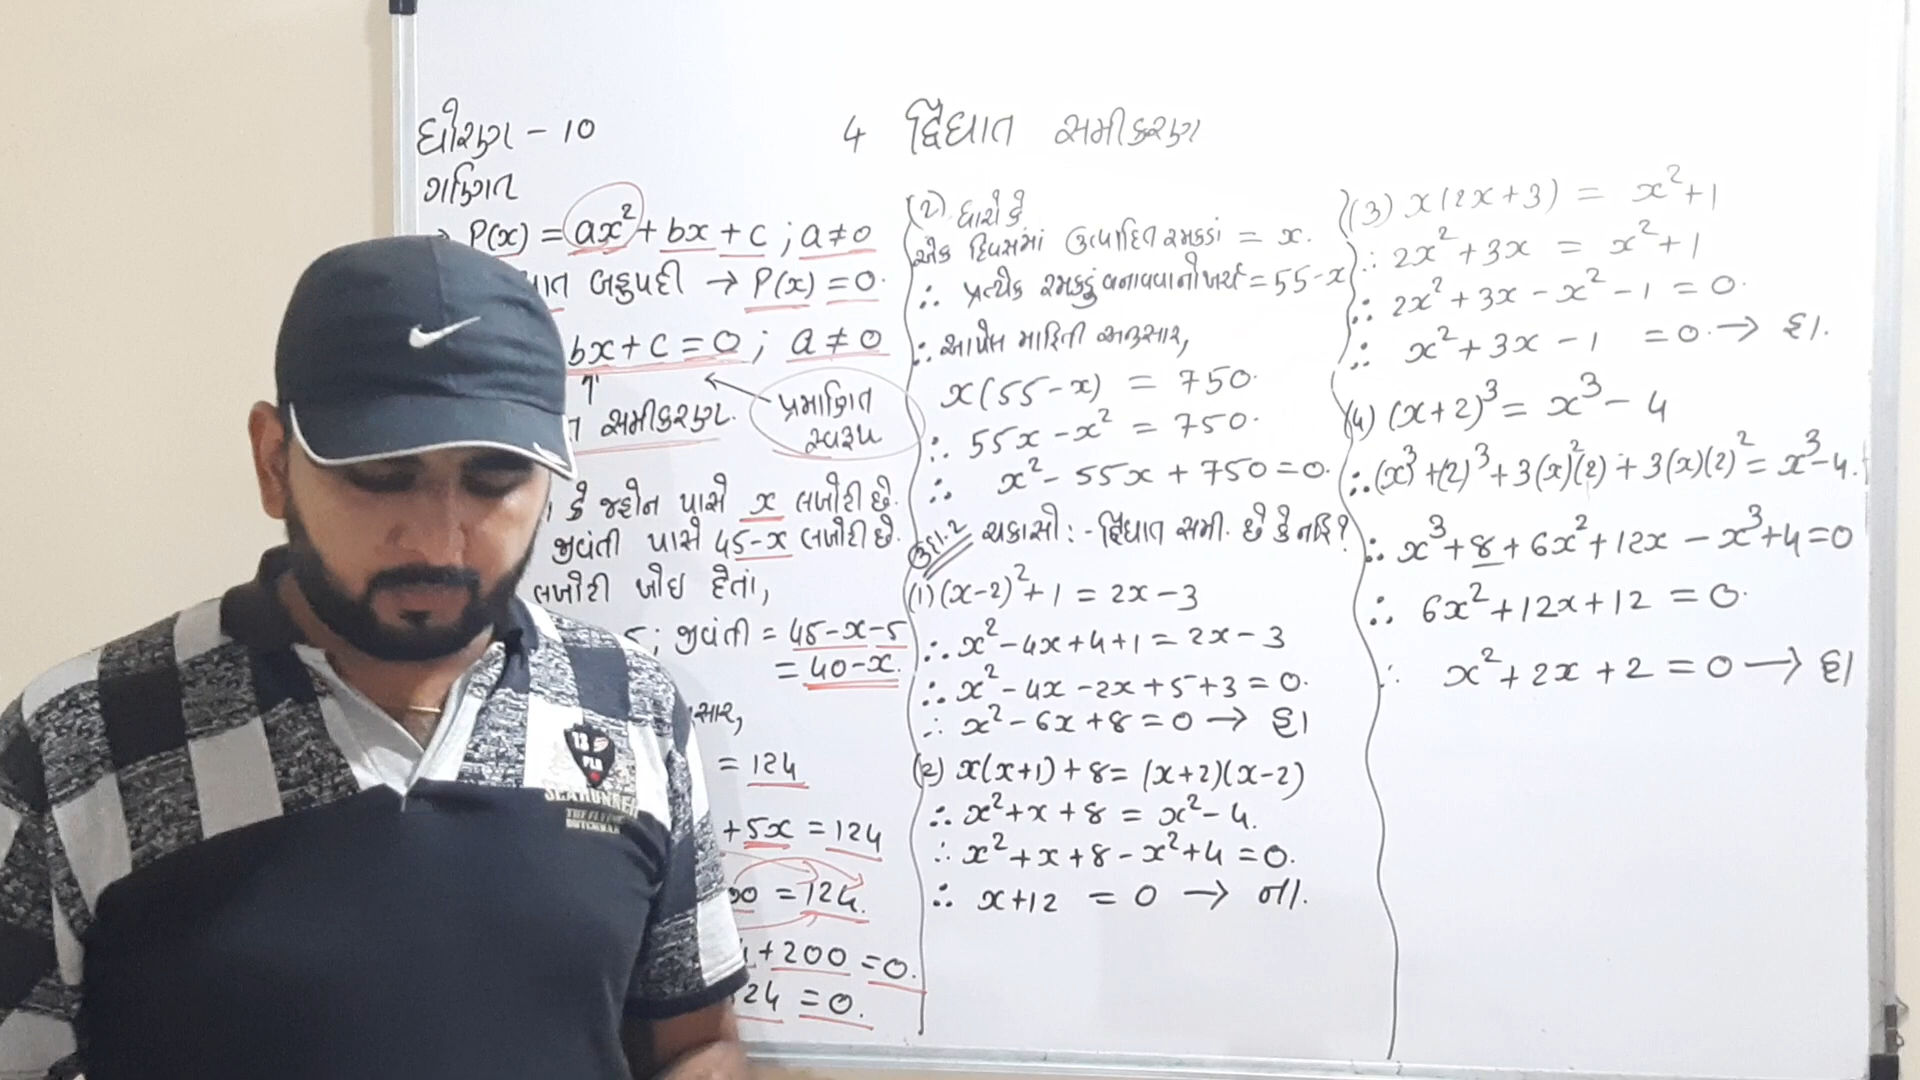 ધોરણ - 10
4 દ્વિઘાત સમીકરણ
ગણિત
P(x) = ax² + bx + c ; a ≠ 0
બહુપદી → P(x) = 0.
bx + c = 0 ; a ≠ 0
સમીકરણ.
પ્રમાણિત
સ્વરૂપ
કે જહોન પાસે x લખોટી છે.
જીવંતી પાસે 45-x લખોટી છે.
લખોટી ખોઇ દેતાં,
; જીવંતી = 45-x-5
= 40-x.
= 124
+5x = 124
= 124.
+200 = 0.
24 = 0.
(2) ધારો કે
એક દિવસમાં ઉત્પાદિત રમકડાં = x.
∴ પ્રત્યેક રમકડું બનાવવાનો ખર્ચ = 55-x
∴ આપેલ માહિતી અનુસાર,
x(55-x) = 750.
∴ 55x - x² = 750.
∴ x² - 55x + 750 = 0.
ઉદા.2 ચકાસો :- દ્વિઘાત સમી. છે કે નહિ?
(1) (x-2)² + 1 = 2x - 3
∴ x² - 4x + 4 + 1 = 2x - 3
∴ x² - 4x - 2x + 5 + 3 = 0.
∴ x² - 6x + 8 = 0 → હા
(2) x(x+1) + 8 = (x+2)(x-2)
∴ x² + x + 8 = x² - 4.
∴ x² + x + 8 - x² + 4 = 0.
∴ x + 12 = 0 → ના.
(3) x(2x+3) = x² + 1
∴ 2x² + 3x = x² + 1
∴ 2x² + 3x - x² - 1 = 0.
∴ x² + 3x - 1 = 0. → હા.
(4) (x+2)³ = x³ - 4
∴ (x)³ + (2)³ + 3(x)²(2) + 3(x)(2)² = x³ - 4.
∴ x³ + 8 + 6x² + 12x - x³ + 4 = 0
∴ 6x² + 12x + 12 = 0.
∴ x² + 2x + 2 = 0 → હા
13
PLR